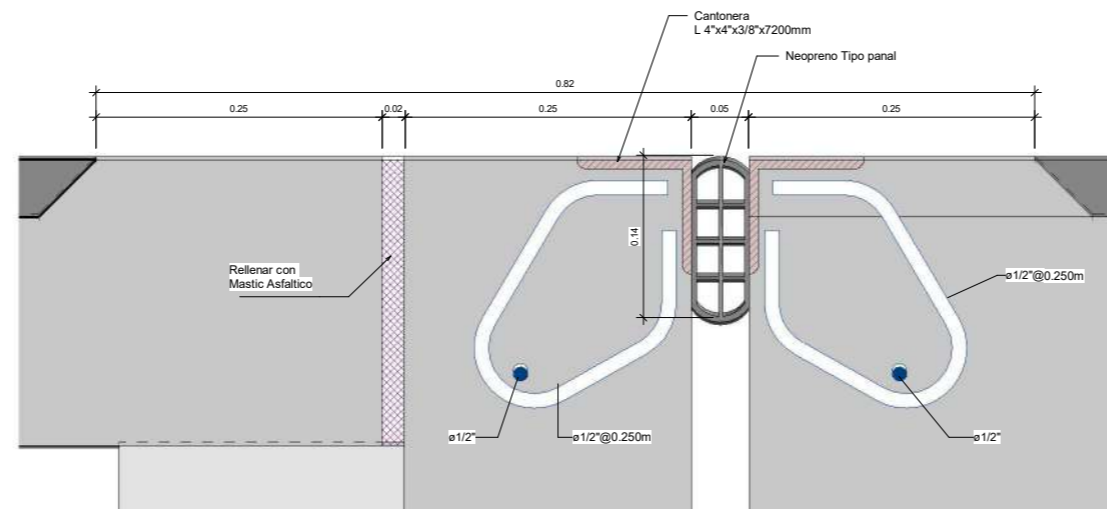 Cantonera
L 4"x4"x3/8"x7200mm
Neopreno Tipo panal
0.82
0.25
0.02
0.25
0.05
0.25
0.14
Rellenar con
Mastic Asfaltico
ø1/2"@0.250m
ø1/2"
ø1/2"@0.250m
ø1/2"